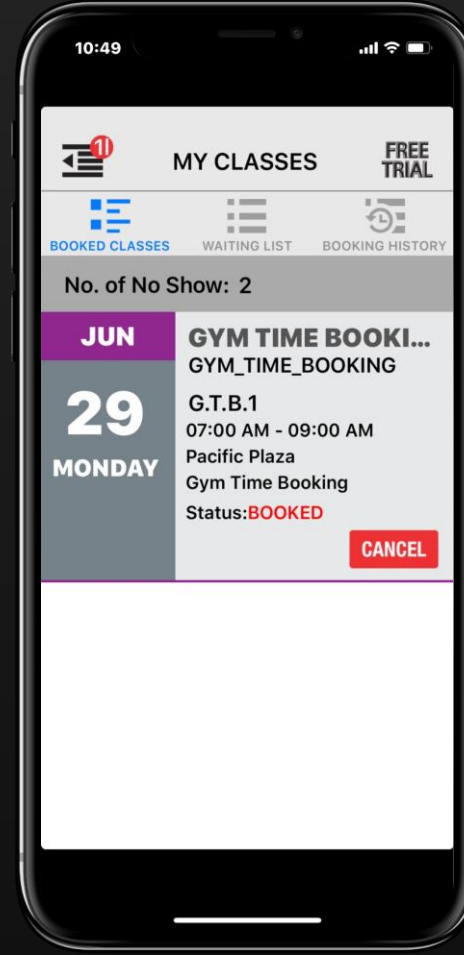 10:49
1
MY CLASSES
FREE
TRIAL
BOOKED CLASSES
WAITING LIST
BOOKING HISTORY
No. of No Show: 2
JUN
29
MONDAY
GYM TIME BOOKI...
GYM_TIME_BOOKING
G.T.B.1
07:00 AM - 09:00 AM
Pacific Plaza
Gym Time Booking
Status:BOOKED
CANCEL